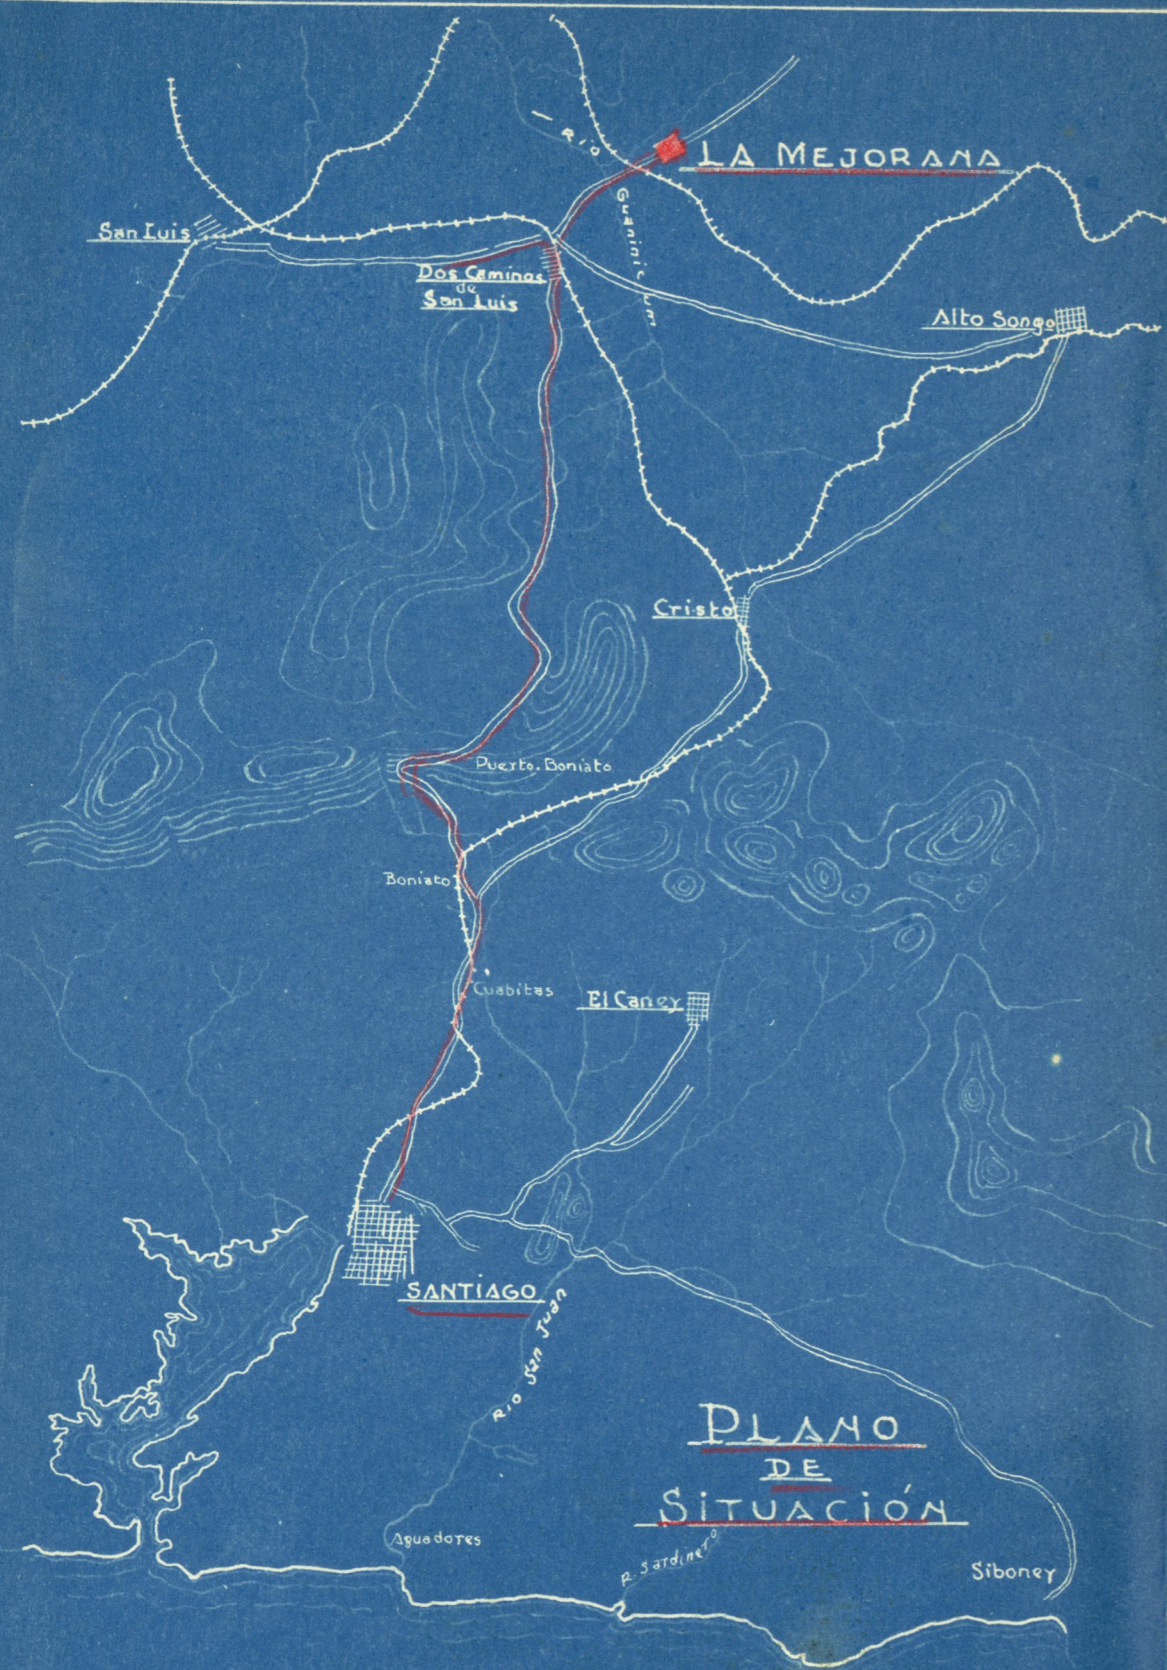 Rio
LA MEJORANA
Guaninicum
San Luis
Dos Caminos
de
San Luis
Alto Songo
Cristo
Puerto-Boniato
Boniato
Cuabitas
El Caney
SANTIAGO
RIO San Juan
PLANO
DE
SITUACIÓN
Aguadores
R. Sardinero
Siboney